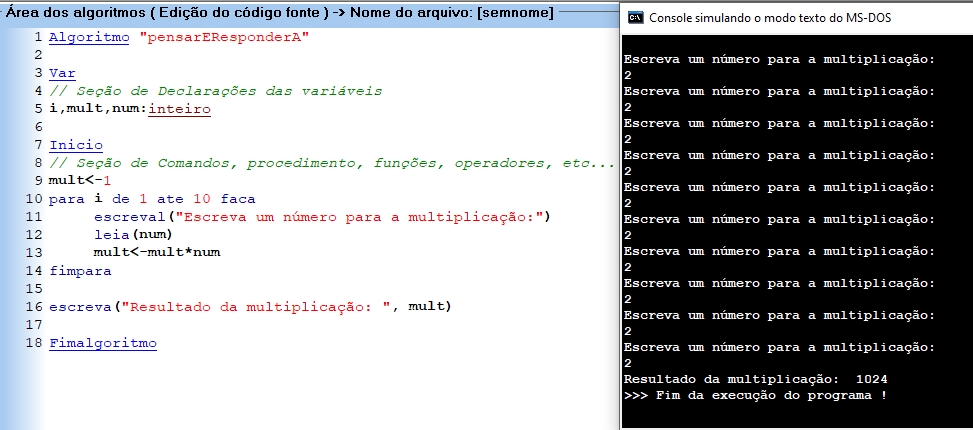 Área dos algoritmos ( Edição do código fonte ) -> Nome do arquivo: [semnome]
1 Algoritmo "pensarEResponderA"
2
3 Var
4 // Seção de Declarações das variáveis
5 i,mult,num:inteiro
6
7 Inicio
8 // Seção de Comandos, procedimento, funções, operadores, etc...
9 mult<-1
10 para i de 1 ate 10 faca
11 escreval("Escreva um número para a multiplicação:")
12 leia(num)
13 mult<-mult*num
14 fimpara
15
16 escreva("Resultado da multiplicação: ", mult)
17
18 Fimalgoritmo
C:\ Console simulando o modo texto do MS-DOS
Escreva um número para a multiplicação:
2
Escreva um número para a multiplicação:
2
Escreva um número para a multiplicação:
2
Escreva um número para a multiplicação:
2
Escreva um número para a multiplicação:
2
Escreva um número para a multiplicação:
2
Escreva um número para a multiplicação:
2
Escreva um número para a multiplicação:
2
Escreva um número para a multiplicação:
2
Escreva um número para a multiplicação:
2
Resultado da multiplicação:  1024
>>> Fim da execução do programa !